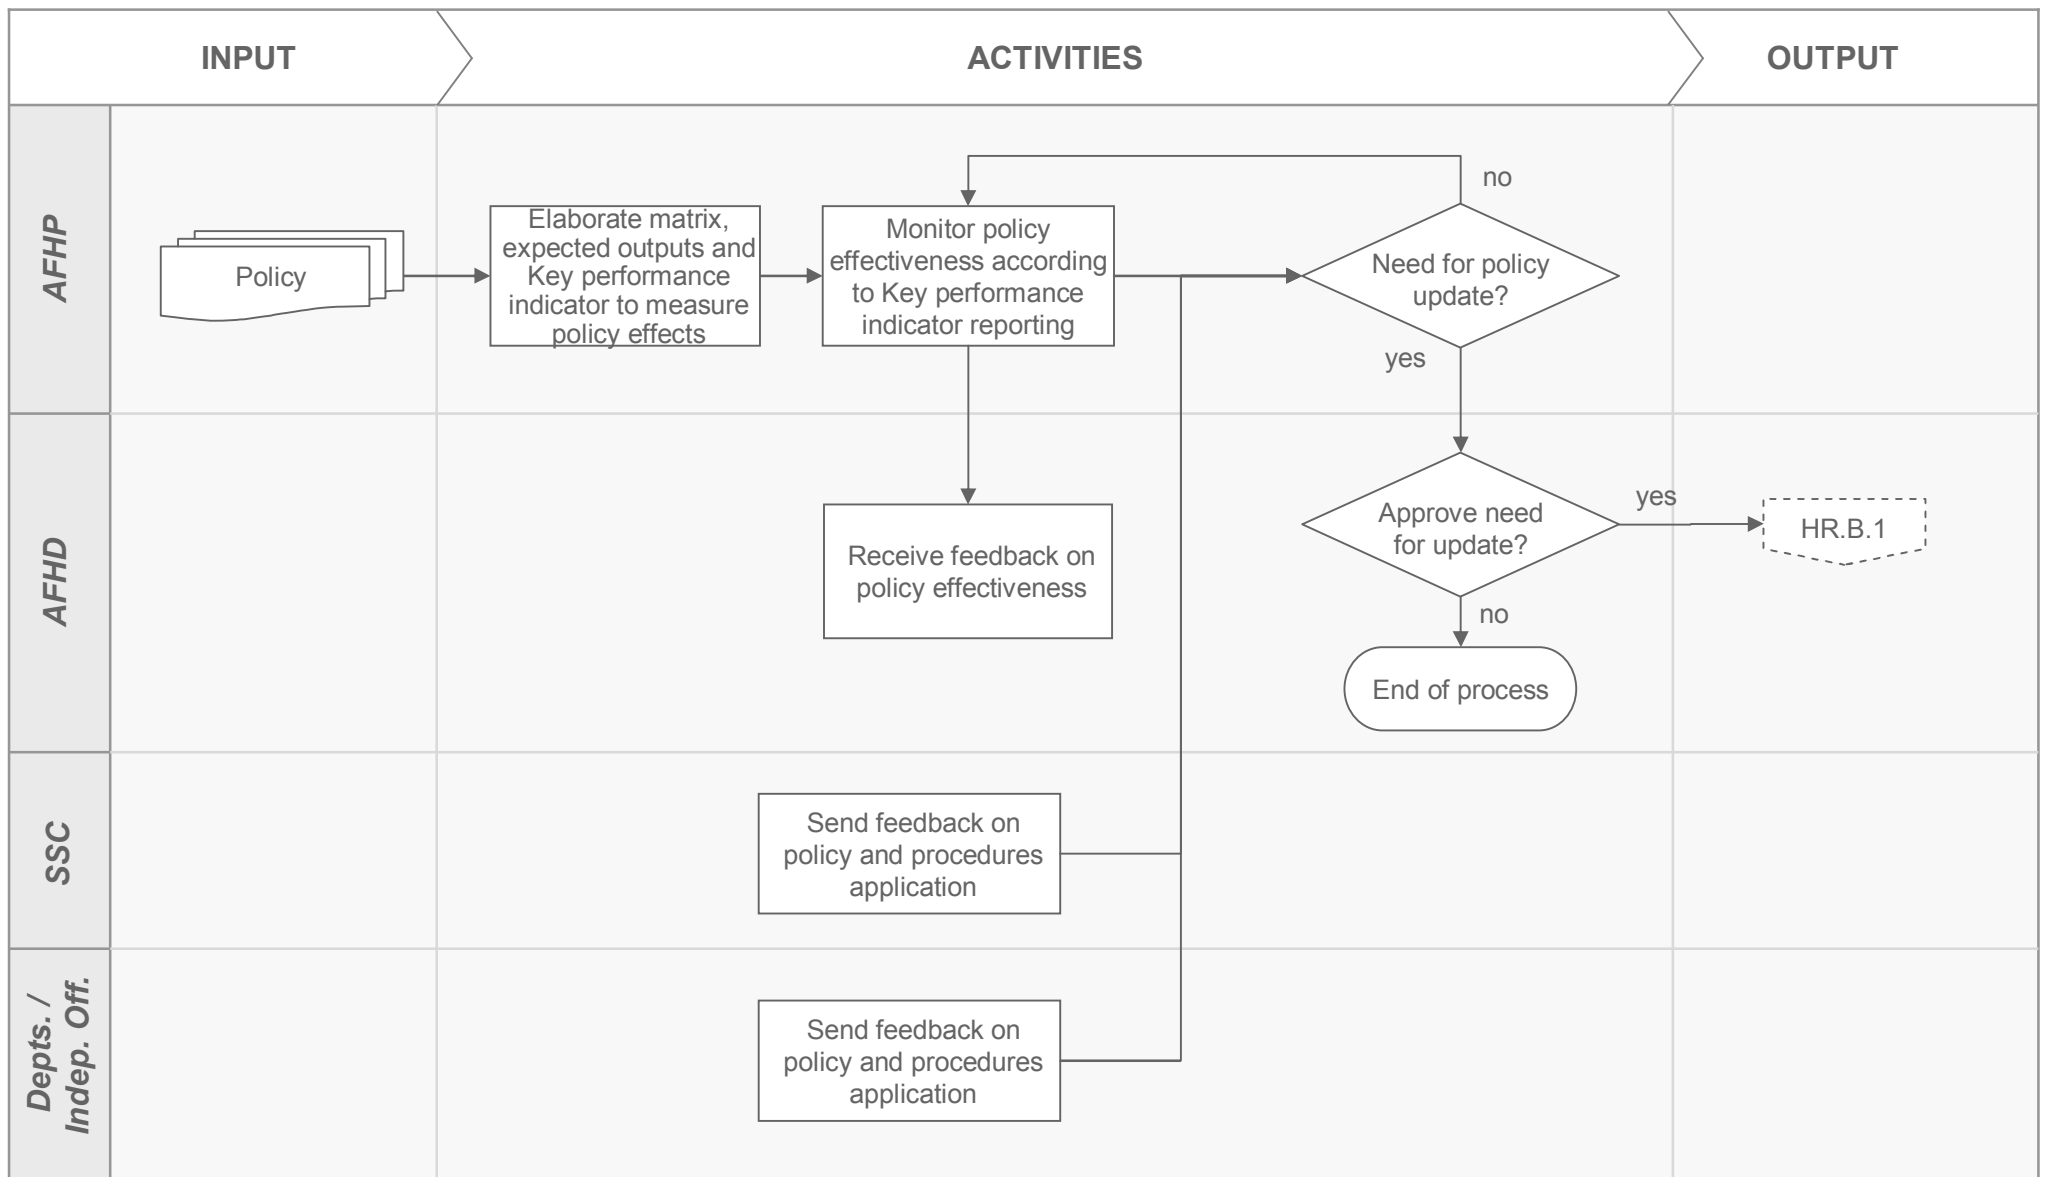 INPUT
ACTIVITIES
OUTPUT
AFHP
Policy
Elaborate matrix,
expected outputs and
Key performance
indicator to measure
policy effects
Monitor policy
effectiveness according
to Key performance
indicator reporting
no
Need for policy
update?
yes
AFHD
Receive feedback on
policy effectiveness
Approve need
for update?
yes
HR.B.1
no
End of process
SSC
Send feedback on
policy and procedures
application
Depts. /
Indep. Off.
Send feedback on
policy and procedures
application